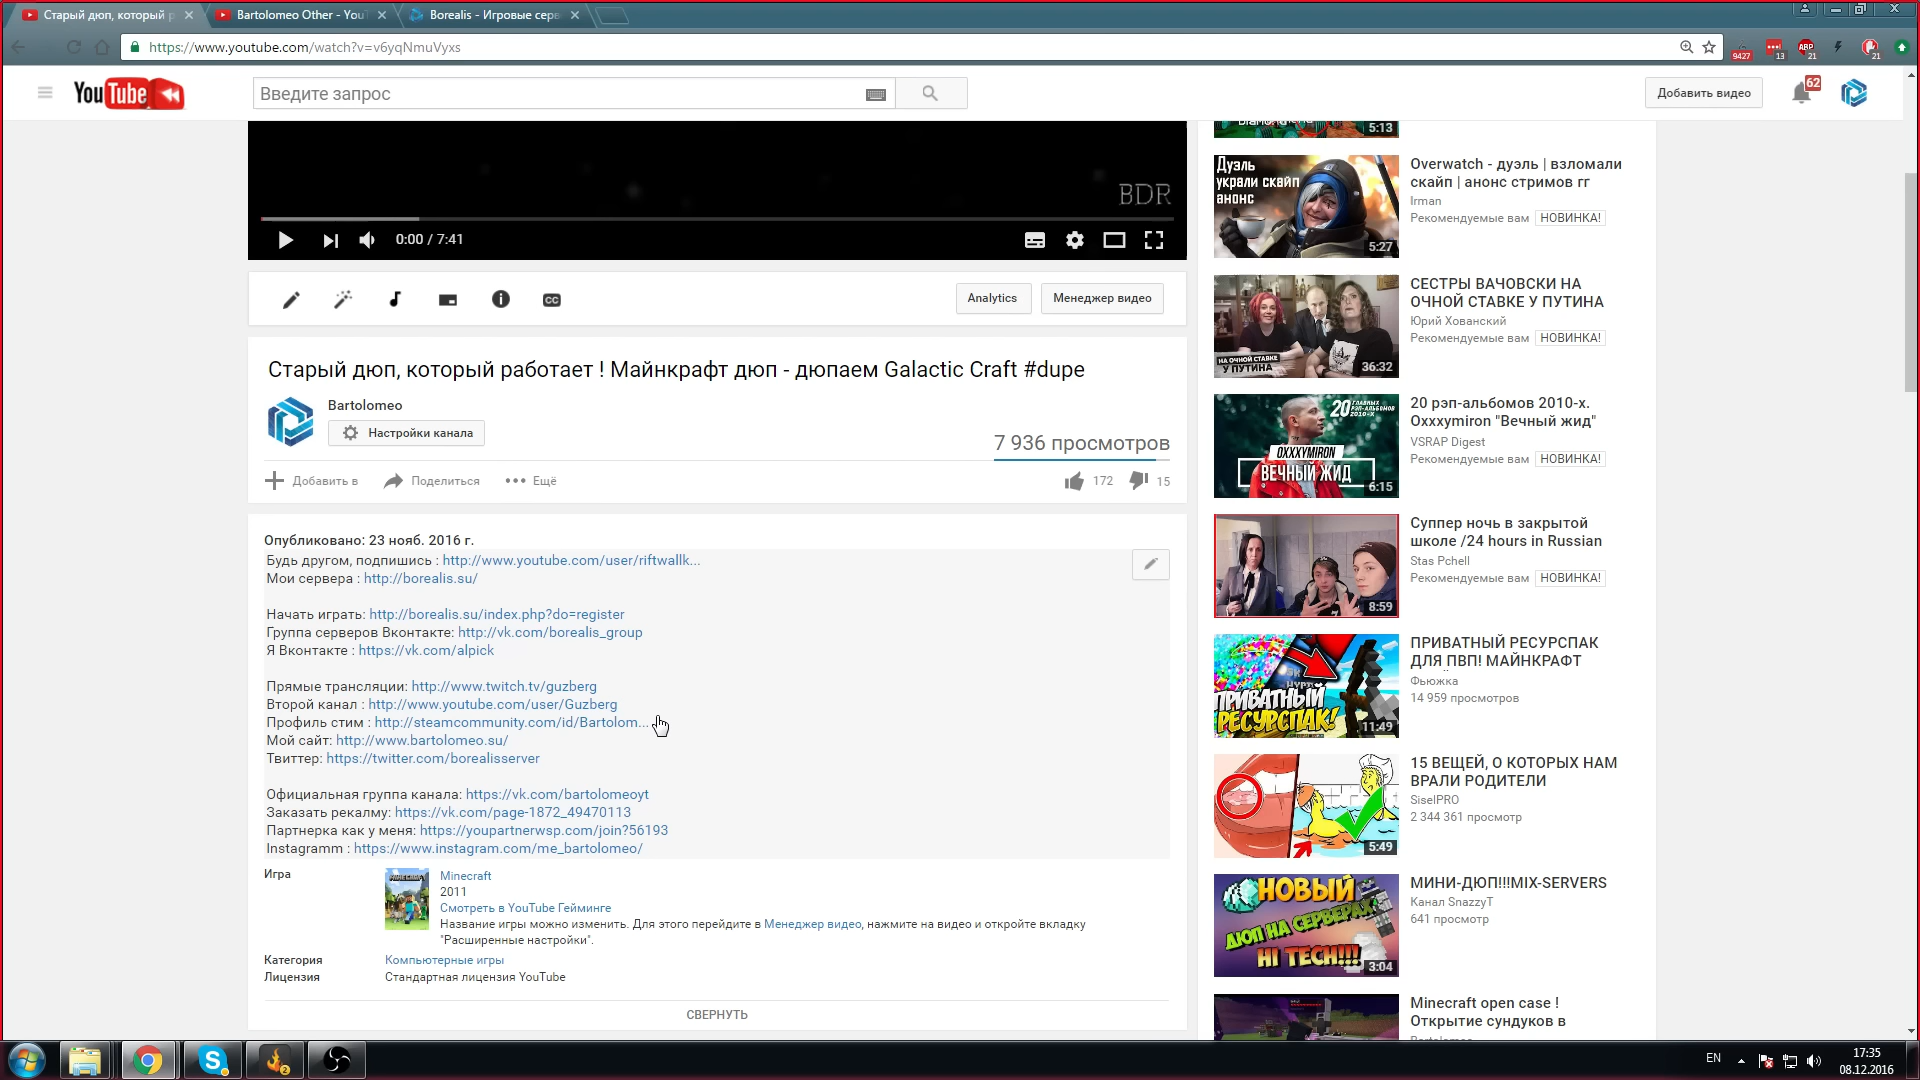 Старый дюп, который р
Bartolomeo Other - YouT
Borealis - Игровые серв
https://www.youtube.com/watch?v=v6yqNmuVyxs
9427
13
ABP
21
21
YouTube
Введите запрос
Добавить видео
62
BDR
0:00 / 7:41
CC
Analytics
Менеджер видео
Старый дюп, который работает ! Майнкрафт дюп - дюпаем Galactic Craft #dupe
Bartolomeo
Настройки канала
7 936 просмотров
Добавить в
Поделиться
Ещё
172
15
Опубликовано: 23 нояб. 2016 г.
Будь другом, подпишись : http://www.youtube.com/user/riftwallk...
Мои сервера : http://borealis.su/
Начать играть: http://borealis.su/index.php?do=register
Группа серверов Вконтакте: http://vk.com/borealis_group
Я Вконтакте : https://vk.com/alpick
Прямые трансляции: http://www.twitch.tv/guzberg
Второй канал : http://www.youtube.com/user/Guzberg
Профиль стим : http://steamcommunity.com/id/Bartolom...
Мой сайт: http://www.bartolomeo.su/
Твиттер: https://twitter.com/borealisserver
Официальная группа канала: https://vk.com/bartolomeoyt
Заказать рекалму: https://vk.com/page-1872_49470113
Партнерка как у меня: https://youpartnerwsp.com/join?56193
Instagramm : https://www.instagram.com/me_bartolomeo/
Игра
Minecraft
2011
Смотреть в YouTube Гейминге
Название игры можно изменить. Для этого перейдите в Менеджер видео, нажмите на видео и откройте вкладку
"Расширенные настройки".
Категория
Компьютерные игры
Лицензия
Стандартная лицензия YouTube
СВЕРНУТЬ
5:13
Дуэль
украли скайп
анонс
5:27
Overwatch - дуэль | взломали
скайп | анонс стримов гг
Irman
Рекомендуемые вам НОВИНКА!
НА ОЧНОЙ СТАВКЕ
У ПУТИНА
36:32
СЕСТРЫ ВАЧОВСКИ НА
ОЧНОЙ СТАВКЕ У ПУТИНА
Юрий Хованский
Рекомендуемые вам НОВИНКА!
20 ГЛАВНЫХ
РЭП-АЛЬБОМОВ
2010-Х
OXXXYMIRON
ВЕЧНЫЙ ЖИД
6:15
20 рэп-альбомов 2010-х.
Oxxxymiron "Вечный жид"
VSRAP Digest
Рекомендуемые вам НОВИНКА!
8:59
Суппер ночь в закрытой
школе /24 hours in Russian
Stas Pchell
Рекомендуемые вам НОВИНКА!
ПРИВАТНЫЙ
РЕСУРСПАК!
11:49
ПРИВАТНЫЙ РЕСУРСПАК
ДЛЯ ПВП! МАЙНКРАФТ
Фьюжка
14 959 просмотров
5:49
15 ВЕЩЕЙ, О КОТОРЫХ НАМ
ВРАЛИ РОДИТЕЛИ
SiselPRO
2 344 361 просмотр
НОВЫЙ
ДЮП НА СЕРВЕРАХ
HI TECH!!!
3:04
МИНИ-ДЮП!!!MIX-SERVERS
Канал SnazzyT
641 просмотр
Minecraft open case !
Открытие сундуков в
EN
17:35
08.12.2016